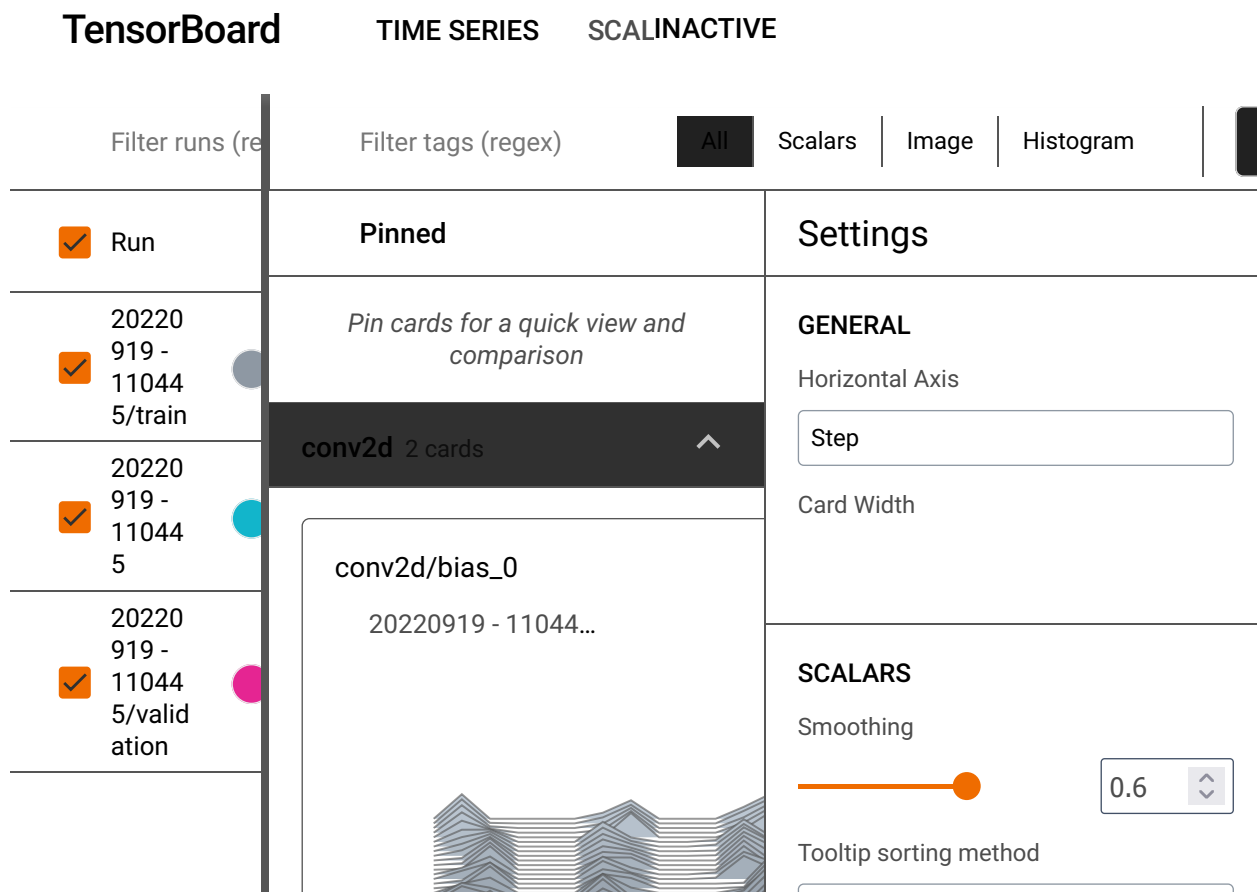 TensorBoard
TIME SERIES
SCALINACTIVE
Filter runs (re
Filter tags (regex)
All
Scalars
Image
Histogram
Run
20220
919 -
11044
5/train
20220
919 -
11044
5
20220
919 -
11044
5/valid
ation
Pinned
Pin cards for a quick view and
comparison
conv2d 2 cards
conv2d/bias_0
20220919 - 11044...
Settings
GENERAL
Horizontal Axis
Step
Card Width
SCALARS
Smoothing
0.6
Tooltip sorting method